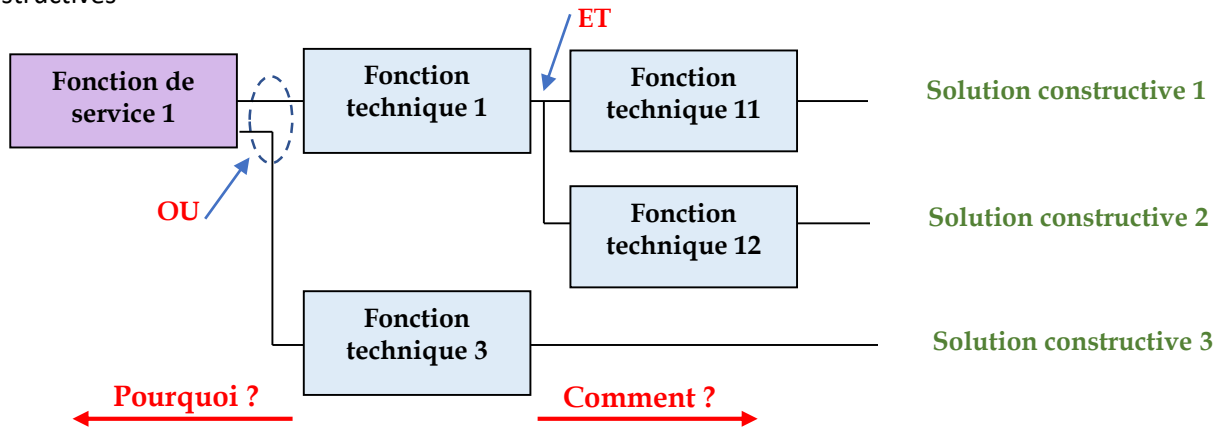 ET
Fonction de
service 1
Fonction
technique 1
Fonction
technique 11
Solution constructive 1
OU
Fonction
technique 12
Solution constructive 2
Fonction
technique 3
Solution constructive 3
Pourquoi ?
Comment ?